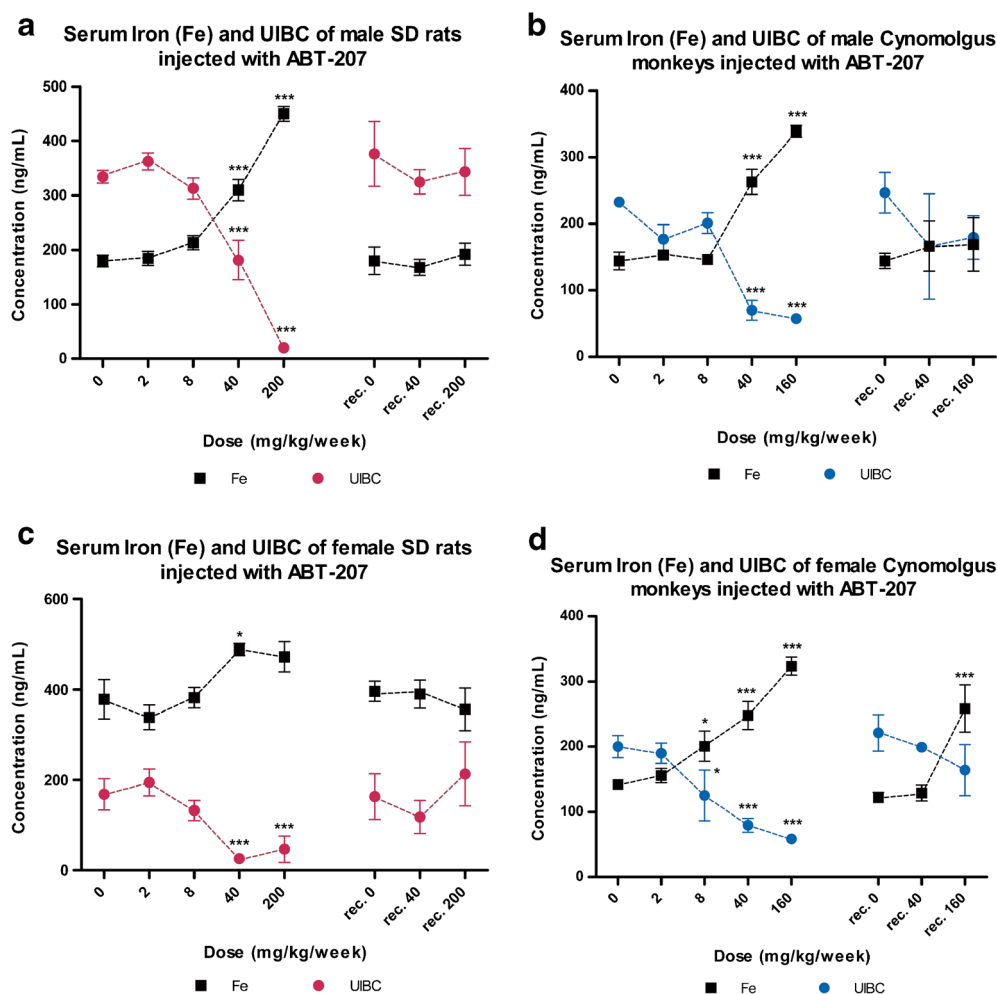 a
Serum Iron (Fe) and UIBC of male SD rats
injected with ABT-207
Concentration (ng/mL)
500
400
300
200
100
0
***
***
***
***
0
2
8
40
200
rec. 0
rec. 40
rec. 200
Dose (mg/kg/week)
Fe
UIBC
b
Serum Iron (Fe) and UIBC of male Cynomolgus
monkeys injected with ABT-207
Concentration (ng/mL)
400
300
200
100
0
***
***
***
***
0
2
8
40
160
rec. 0
rec. 40
rec. 160
Dose (mg/kg/week)
Fe
UIBC
c
Serum Iron (Fe) and UIBC of female SD rats
injected with ABT-207
Concentration (ng/mL)
600
400
200
0
*
***
***
0
2
8
40
200
rec. 0
rec. 40
rec. 200
Dose (mg/kg/week)
Fe
UIBC
d
Serum Iron (Fe) and UIBC of female Cynomolgus
monkeys injected with ABT-207
Concentration (ng/mL)
400
300
200
100
0
***
***
***
*
*
***
***
0
2
8
40
160
rec. 0
rec. 40
rec. 160
Dose (mg/kg/week)
Fe
UIBC